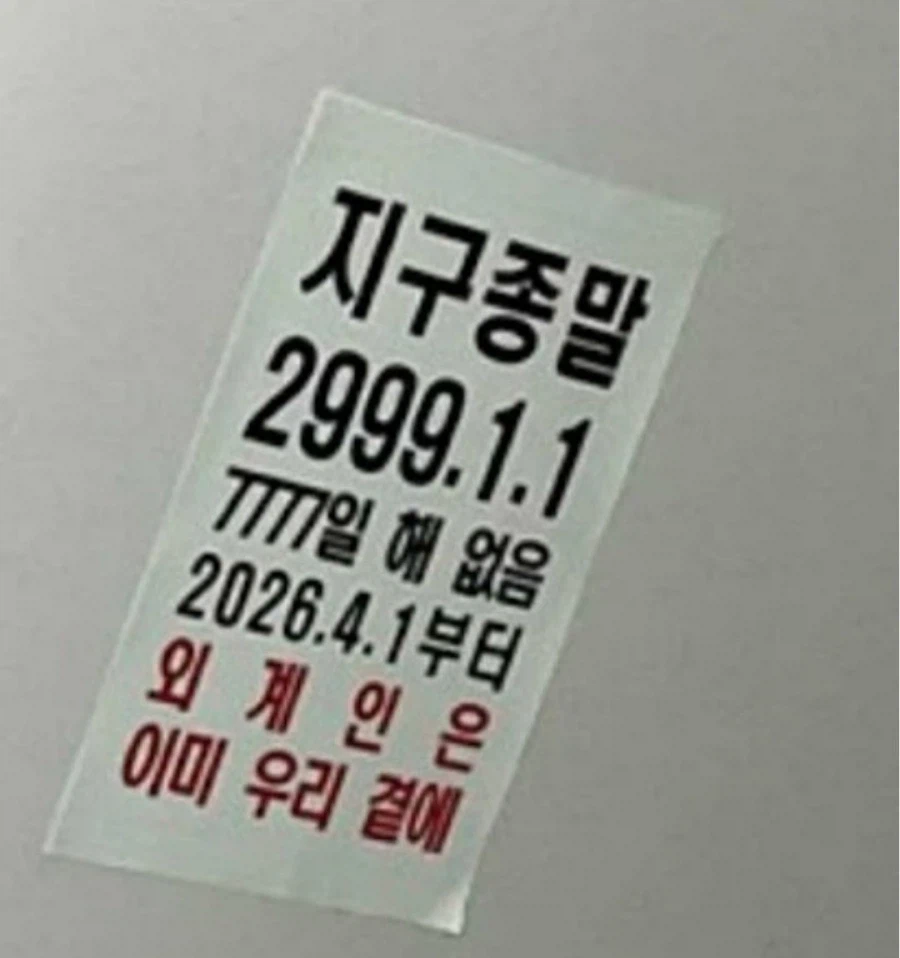 지구종말
2999.1.1
7777일 해 없음
2026.4.1부터
외 계 인 은
이미 우리 곁에